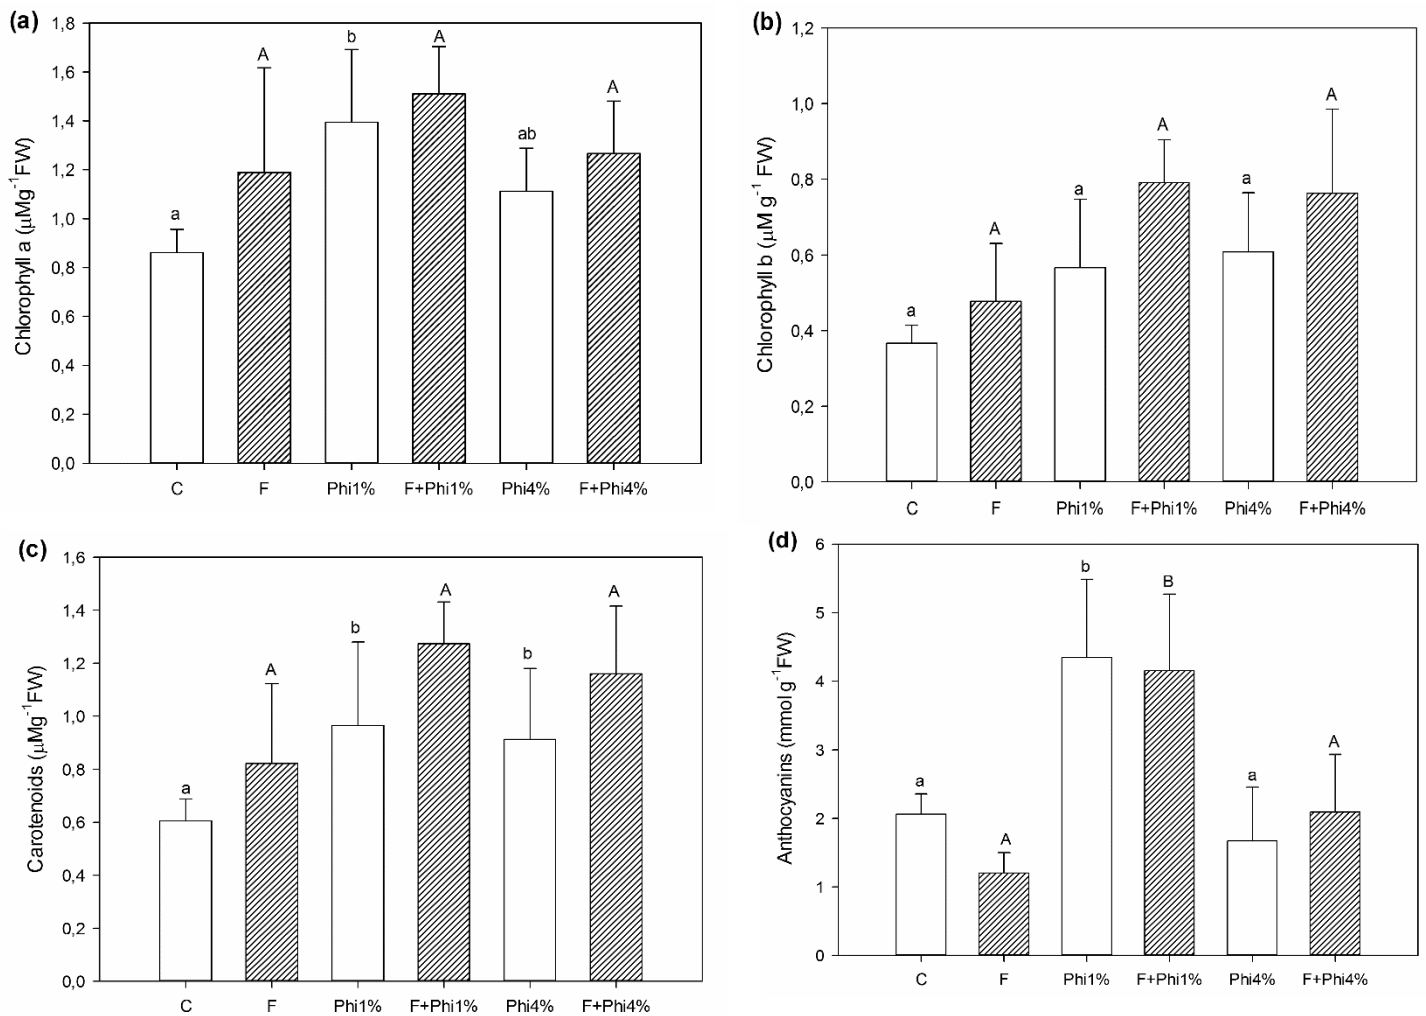 (a)
1,8
1,6
1,4
1,2
1,0
0,8
0,6
0,4
0,2
0,0
Chlorophyll a (μMg⁻¹FW)
a
A
b
A
ab
A
C F Phi1% F+Phi1% Phi4% F+Phi4%
(b)
1,2
1,0
0,8
0,6
0,4
0,2
0,0
Chlorophyll b (μM g⁻¹ FW)
a
A
a
A
a
A
C F Phi1% F+Phi1% Phi4% F+Phi4%
(c)
1,6
1,4
1,2
1,0
0,8
0,6
0,4
0,2
0,0
Carotenoids (μMg⁻¹FW)
a
A
b
A
b
A
C F Phi1% F+Phi1% Phi4% F+Phi4%
(d)
6
5
4
3
2
1
0
Anthocyanins (mmol g⁻¹FW)
a
A
b
B
a
A
C F Phi1% F+Phi1% Phi4% F+Phi4%